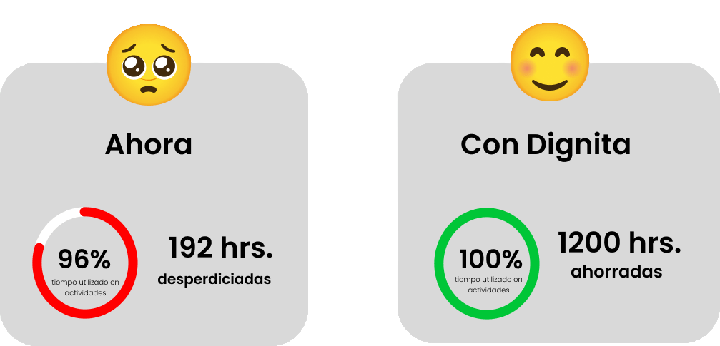 Ahora
96%
tiempo utilizado en
actividades
192 hrs.
desperdiciadas
Con Dignita
100%
tiempo utilizado en
actividades
1200 hrs.
ahorradas